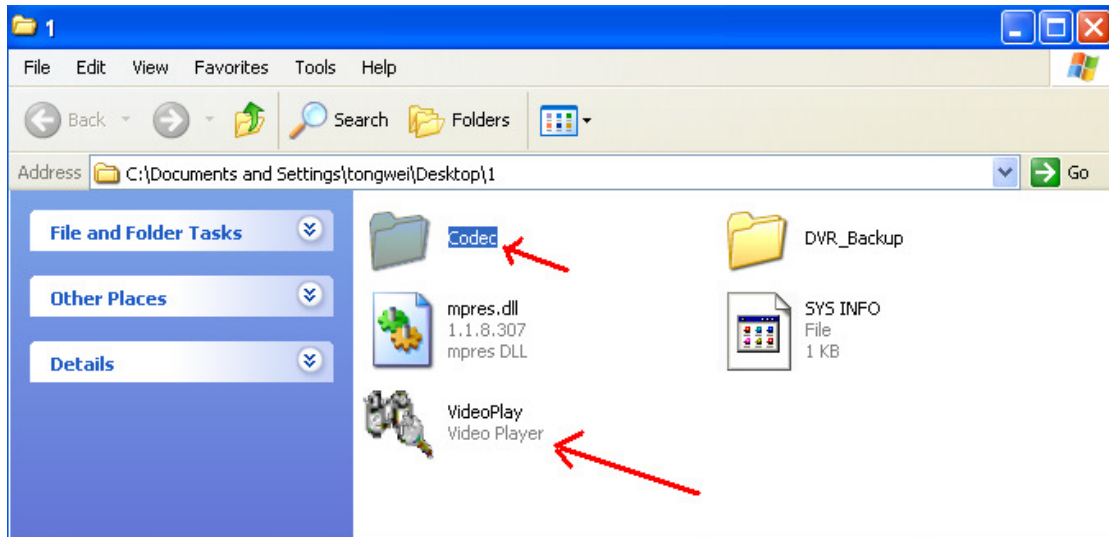 1
File Edit View Favorites Tools Help
Back Search Folders
Address C:\Documents and Settings\tongwei\Desktop\1 Go
File and Folder Tasks
Other Places
Details
Codec
DVR_Backup
mpres.dll
1.1.8.307
mpres DLL
SYS INFO
File
1 KB
VideoPlay
Video Player